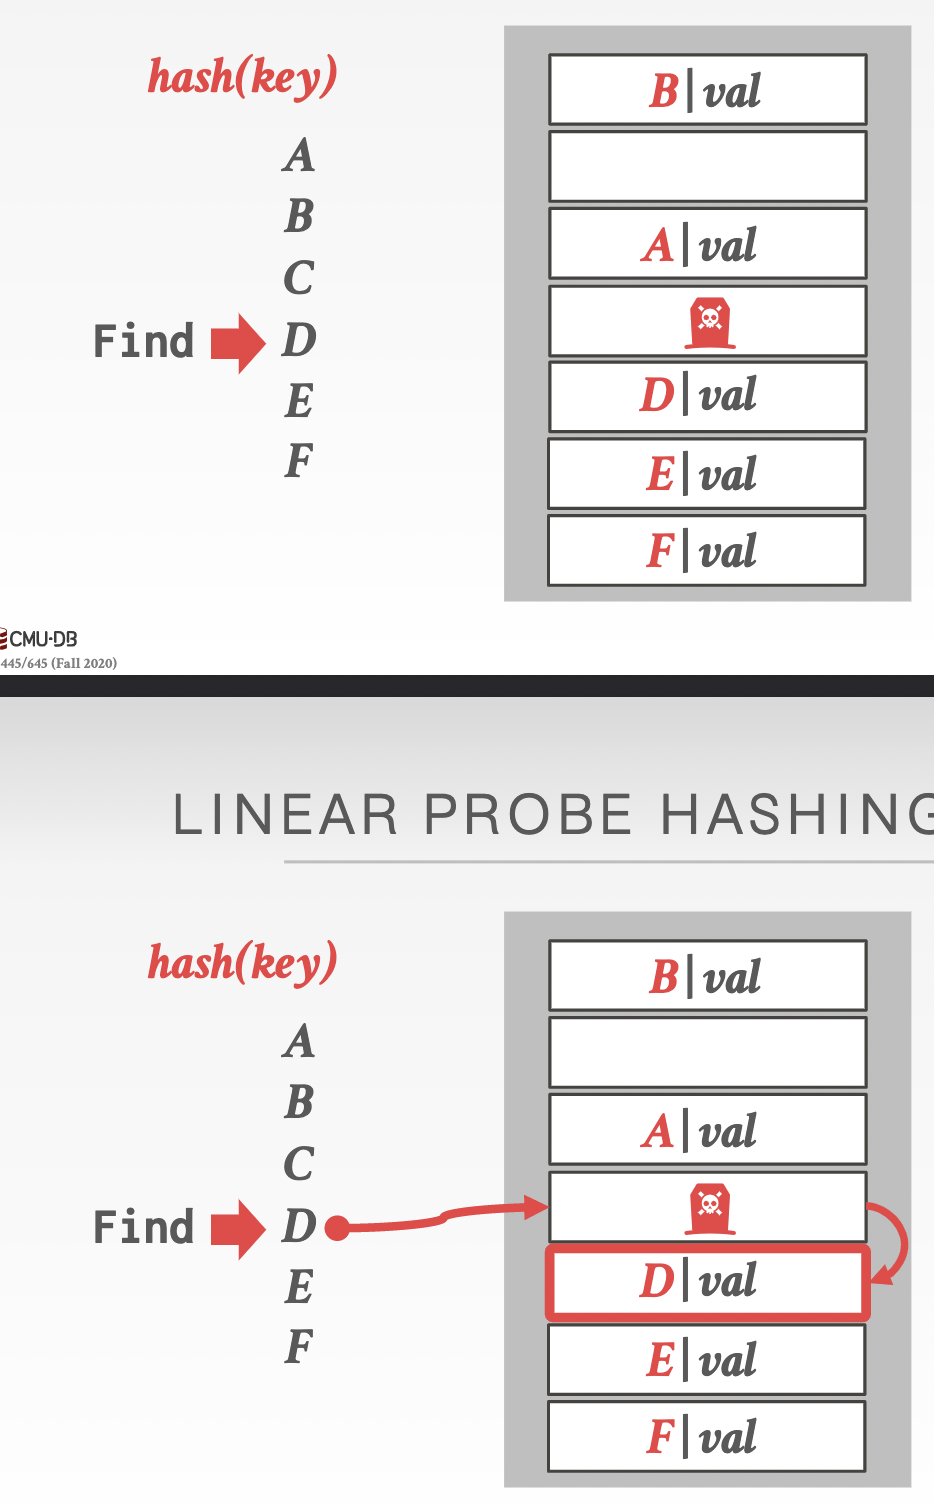 hash(key)
A
B
C
Find D
E
F
B|val
A|val
D|val
E|val
F|val
CMU·DB
445/645 (Fall 2020)
LINEAR PROBE HASHING
hash(key)
A
B
C
Find D
E
F
B|val
A|val
D|val
E|val
F|val